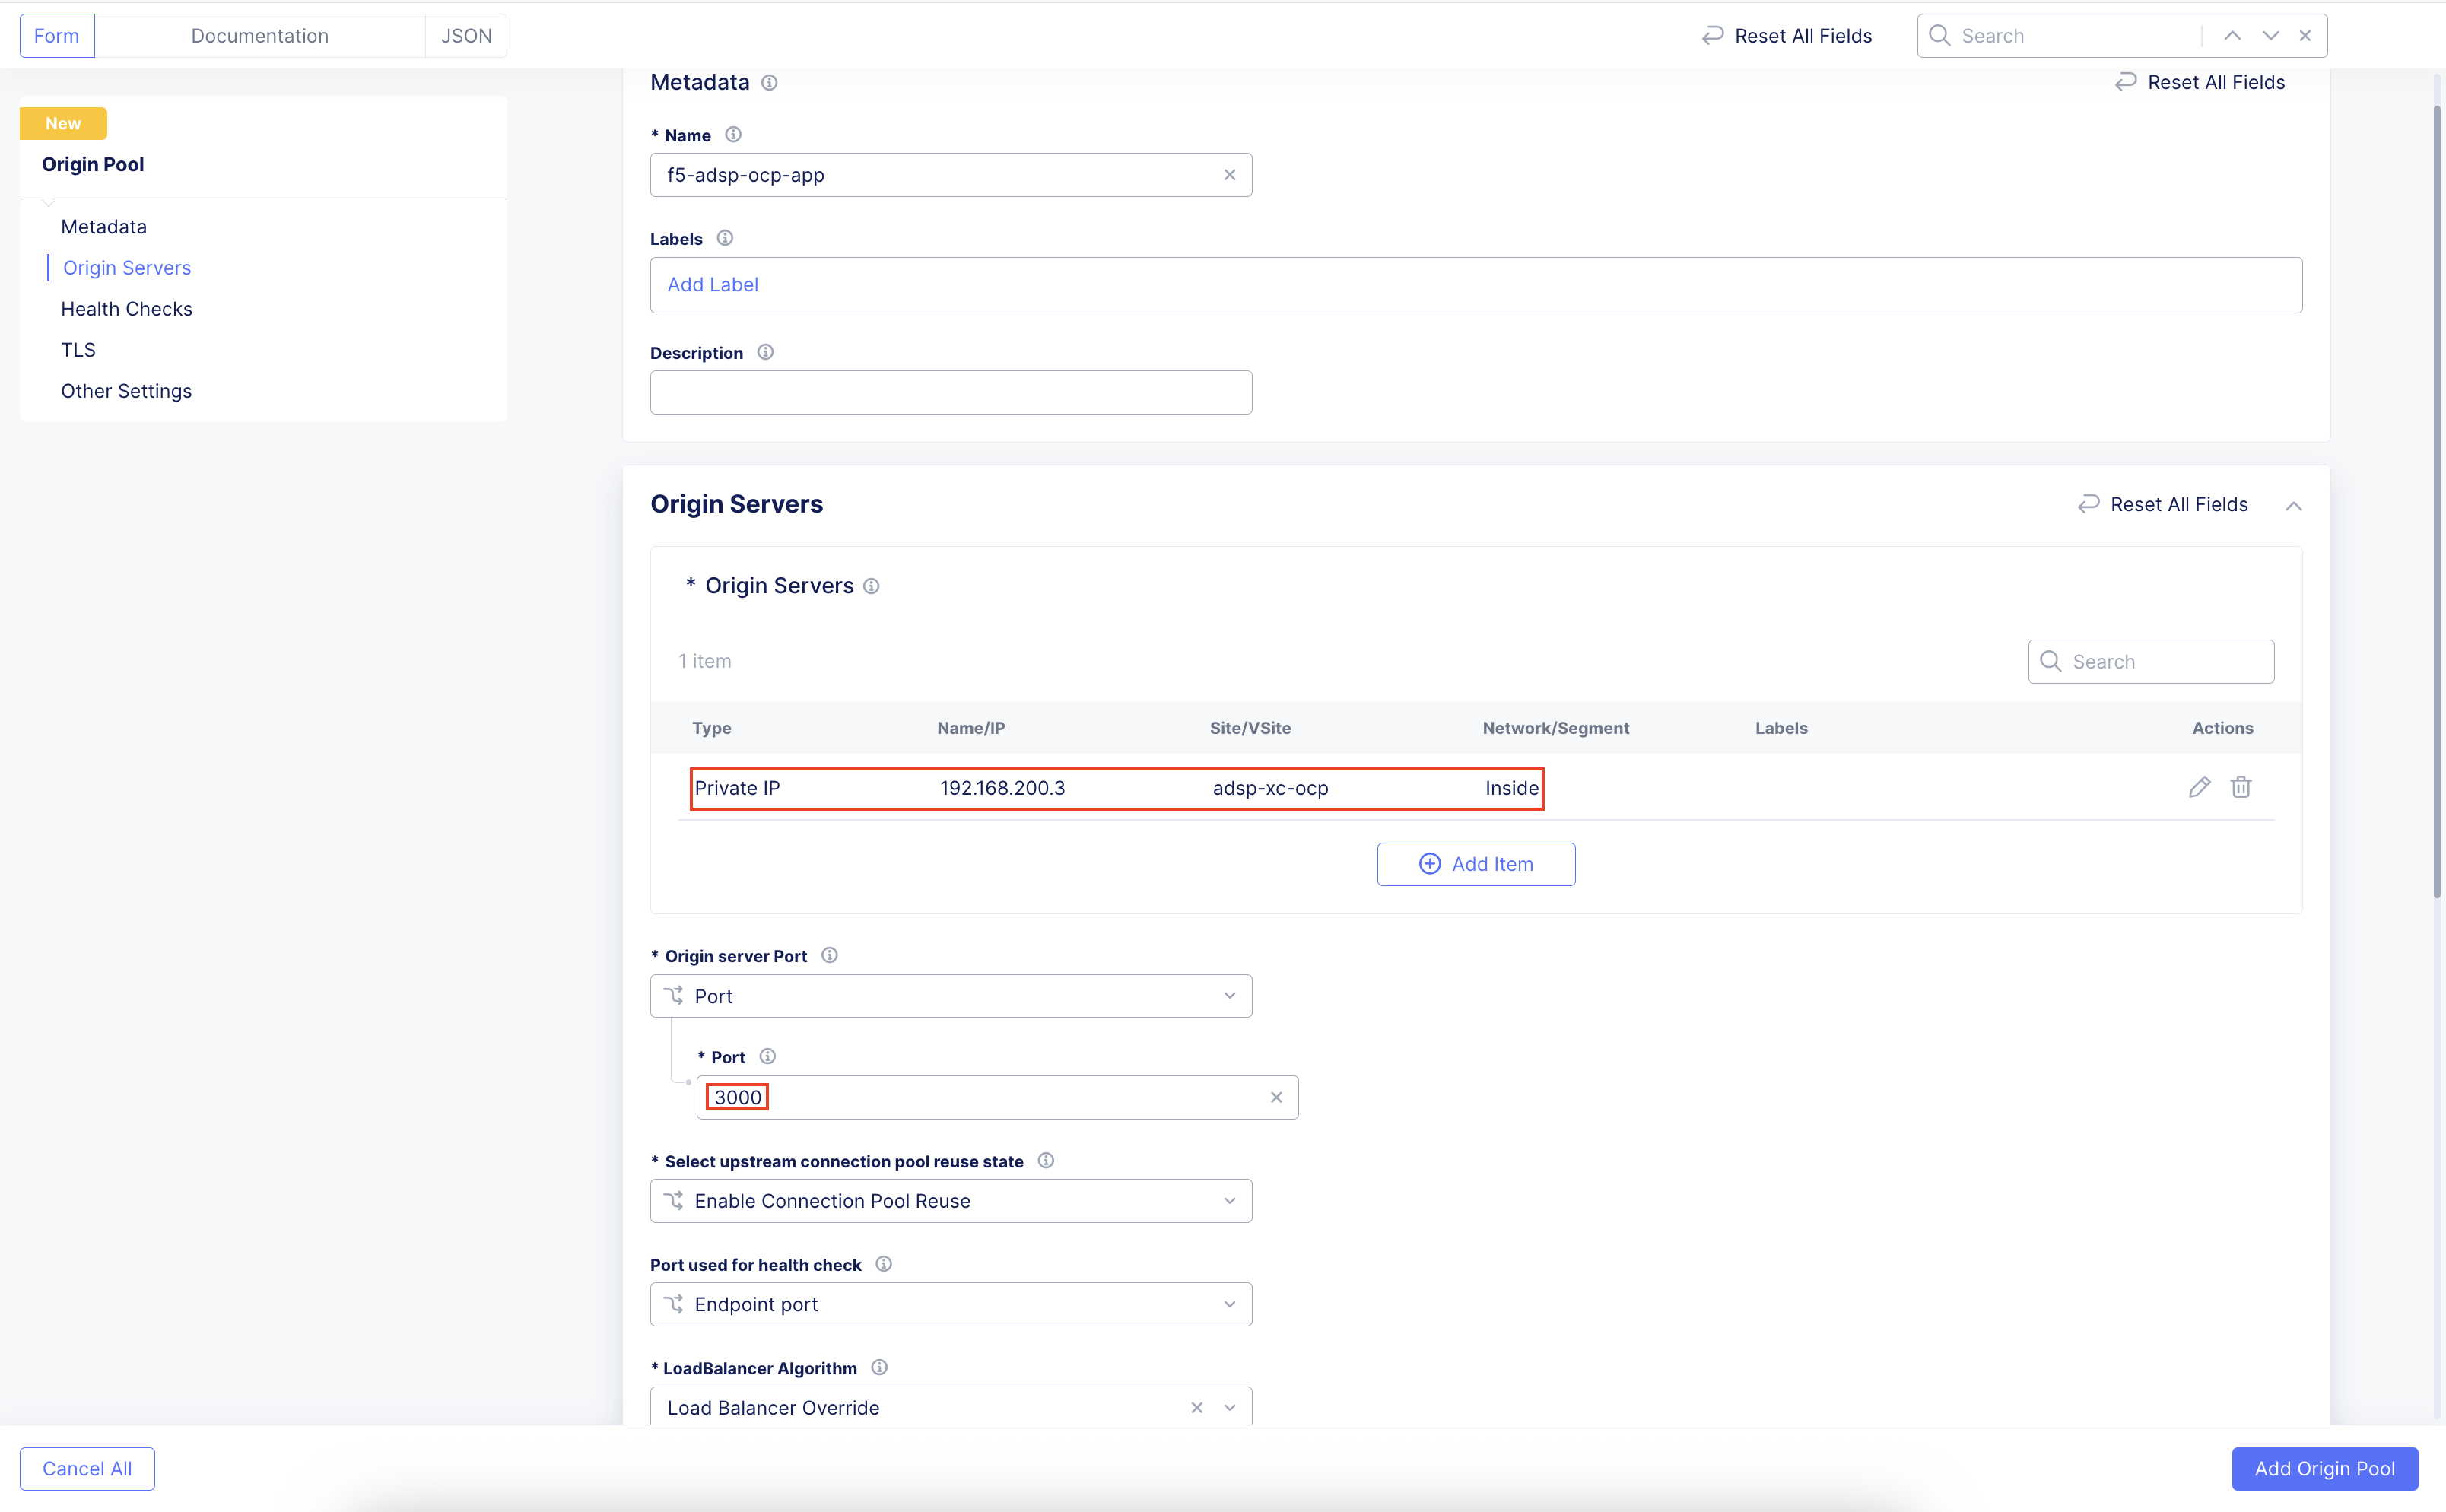 Form
Documentation
JSON
Reset All Fields
Search
New
Origin Pool
Metadata
Origin Servers
Health Checks
TLS
Other Settings
Metadata
Reset All Fields
* Name
f5-adsp-ocp-app
Labels
Add Label
Description
Origin Servers
Reset All Fields
* Origin Servers
1 item
Search
Type Name/IP Site/VSite Network/Segment Labels Actions
Private IP 192.168.200.3 adsp-xc-ocp Inside
Add Item
* Origin server Port
Port
* Port
3000
* Select upstream connection pool reuse state
Enable Connection Pool Reuse
Port used for health check
Endpoint port
* LoadBalancer Algorithm
Load Balancer Override
Cancel All
Add Origin Pool